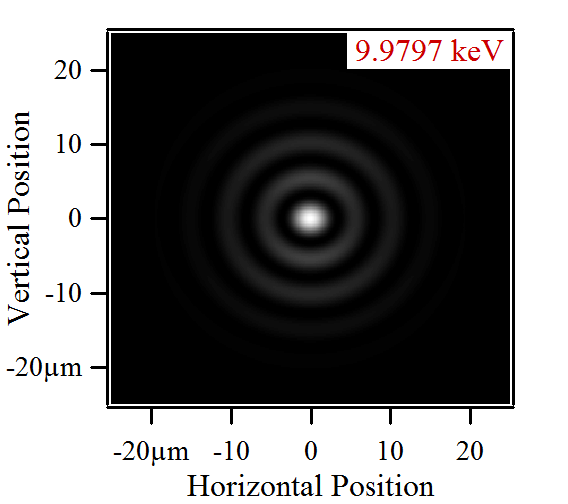 9.9797 keV
Vertical Position
20
10
0
-10
-20µm
-20µm -10 0 10 20
Horizontal Position